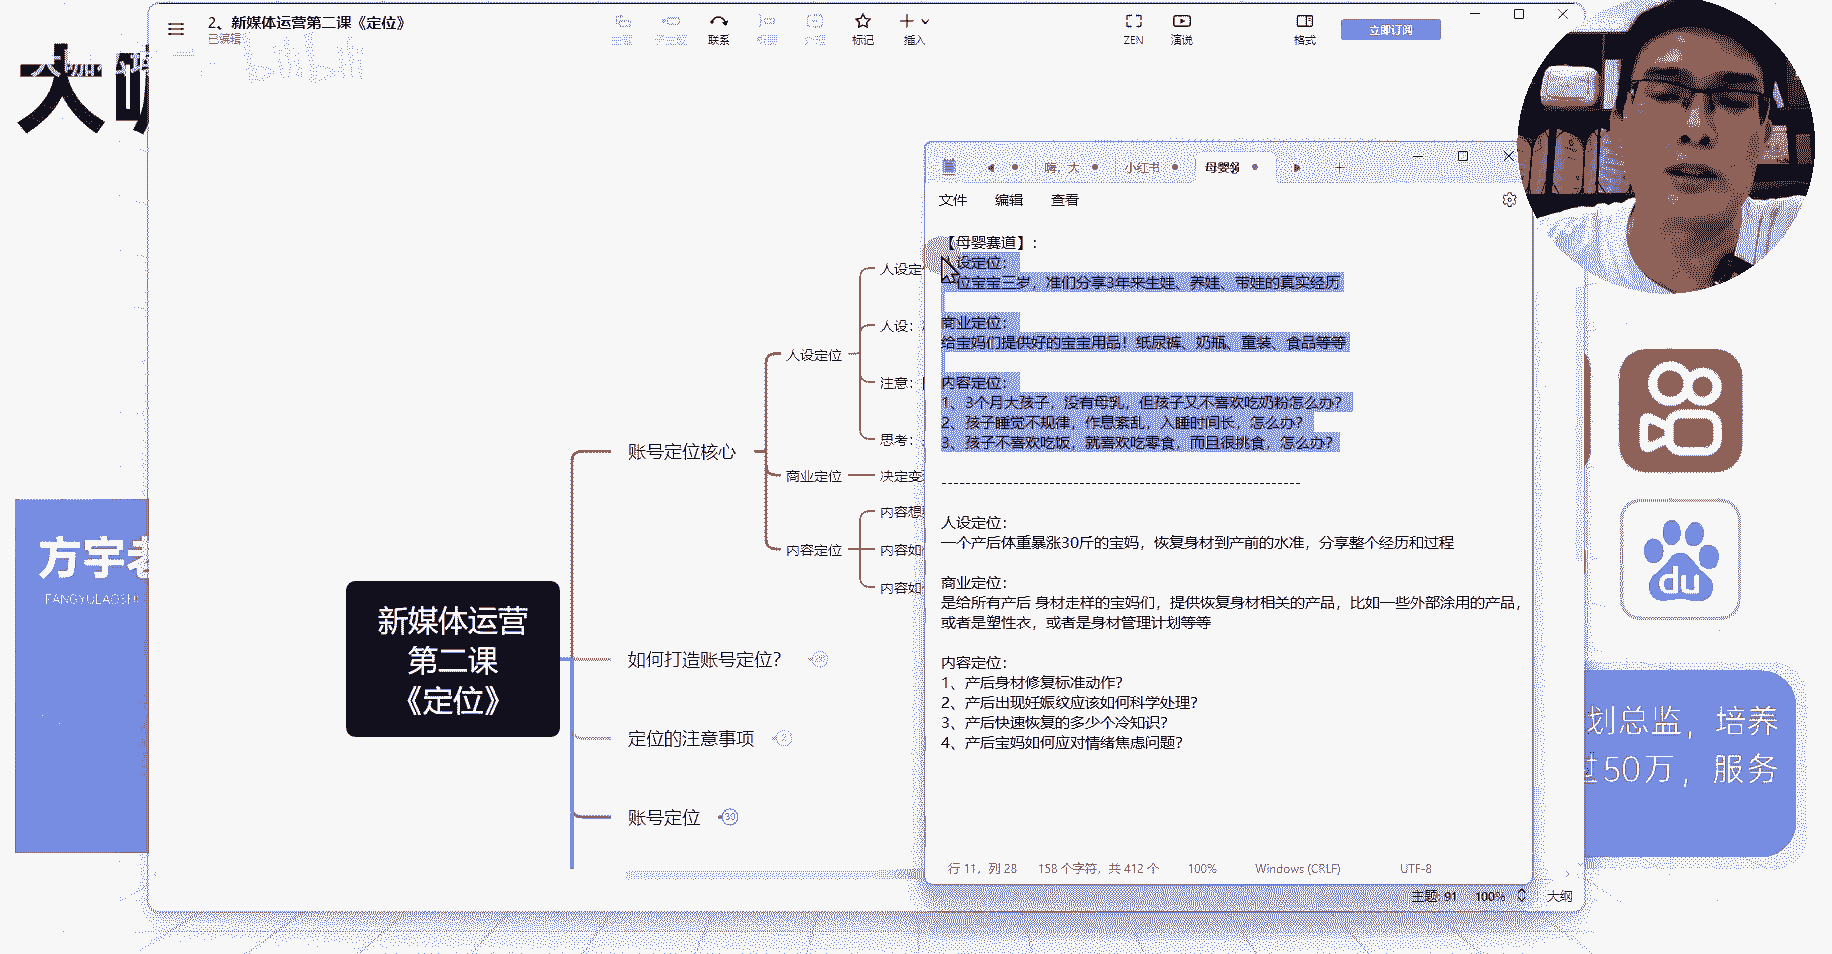 2、新媒体运营第二课《定位》
已编辑
主题
子主题
联系
概要
外框
标记
插入
ZEN
演说
格式
立即订阅
bilibili
大
方宇老
FANGYULAOSHI
新媒体运营
第二课
《定位》
账号定位核心
人设定位
人设定
人设：
注意：
思考：
商业定位
决定变
内容定位
内容想
内容如
内容如
如何打造账号定位？
28
定位的注意事项
7
账号定位
30
嗨，大
小红书
母婴
文件
编辑
查看
【母婴赛道】：
人设定位：
一位宝宝三岁，准们分享3年来生娃、养娃、带娃的真实经历
商业定位：
给宝妈们提供好的宝宝用品！纸尿裤、奶瓶、童装、食品等等
内容定位：
1、3个月大孩子，没有母乳，但孩子又不喜欢吃奶粉怎么办？
2、孩子睡觉不规律，作息紊乱，入睡时间长，怎么办？
3、孩子不喜欢吃饭，就喜欢吃零食，而且很挑食，怎么办？
------------------------------------------------------------
人设定位：
一个产后体重暴涨30斤的宝妈，恢复身材到产前的水准，分享整个经历和过程
商业定位：
是给所有产后 身材走样的宝妈们，提供恢复身材相关的产品，比如一些外部涂用的产品，
或者是塑性衣，或者是身材管理计划等等
内容定位：
1、产后身材修复标准动作？
2、产后出现妊娠纹应该如何科学处理？
3、产后快速恢复的多少个冷知识？
4、产后宝妈如何应对情绪焦虑问题？
行 11，列 28
158 个字符，共 412 个
100%
Windows (CRLF)
UTF-8
主题: 91
100%
大纲
du
划总监，培养
过50万，服务